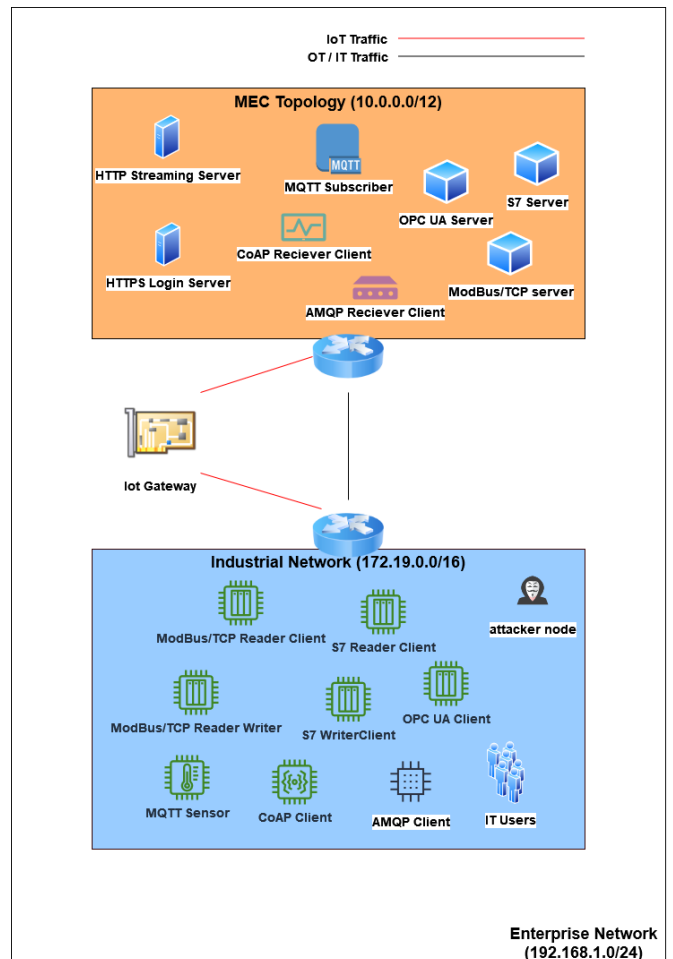 IoT Traffic
OT / IT Traffic
MEC Topology (10.0.0.0/12)
HTTP Streaming Server
MQTT
MQTT Subscriber
OPC UA Server
S7 Server
HTTPS Login Server
CoAP Reciever Client
ModBus/TCP server
AMQP Reciever Client
Iot Gateway
Industrial Network (172.19.0.0/16)
ModBus/TCP Reader Client
S7 Reader Client
attacker node
ModBus/TCP Reader Writer
S7 WriterClient
OPC UA Client
MQTT Sensor
CoAP Client
AMQP Client
IT Users
Enterprise Network
(192.168.1.0/24)